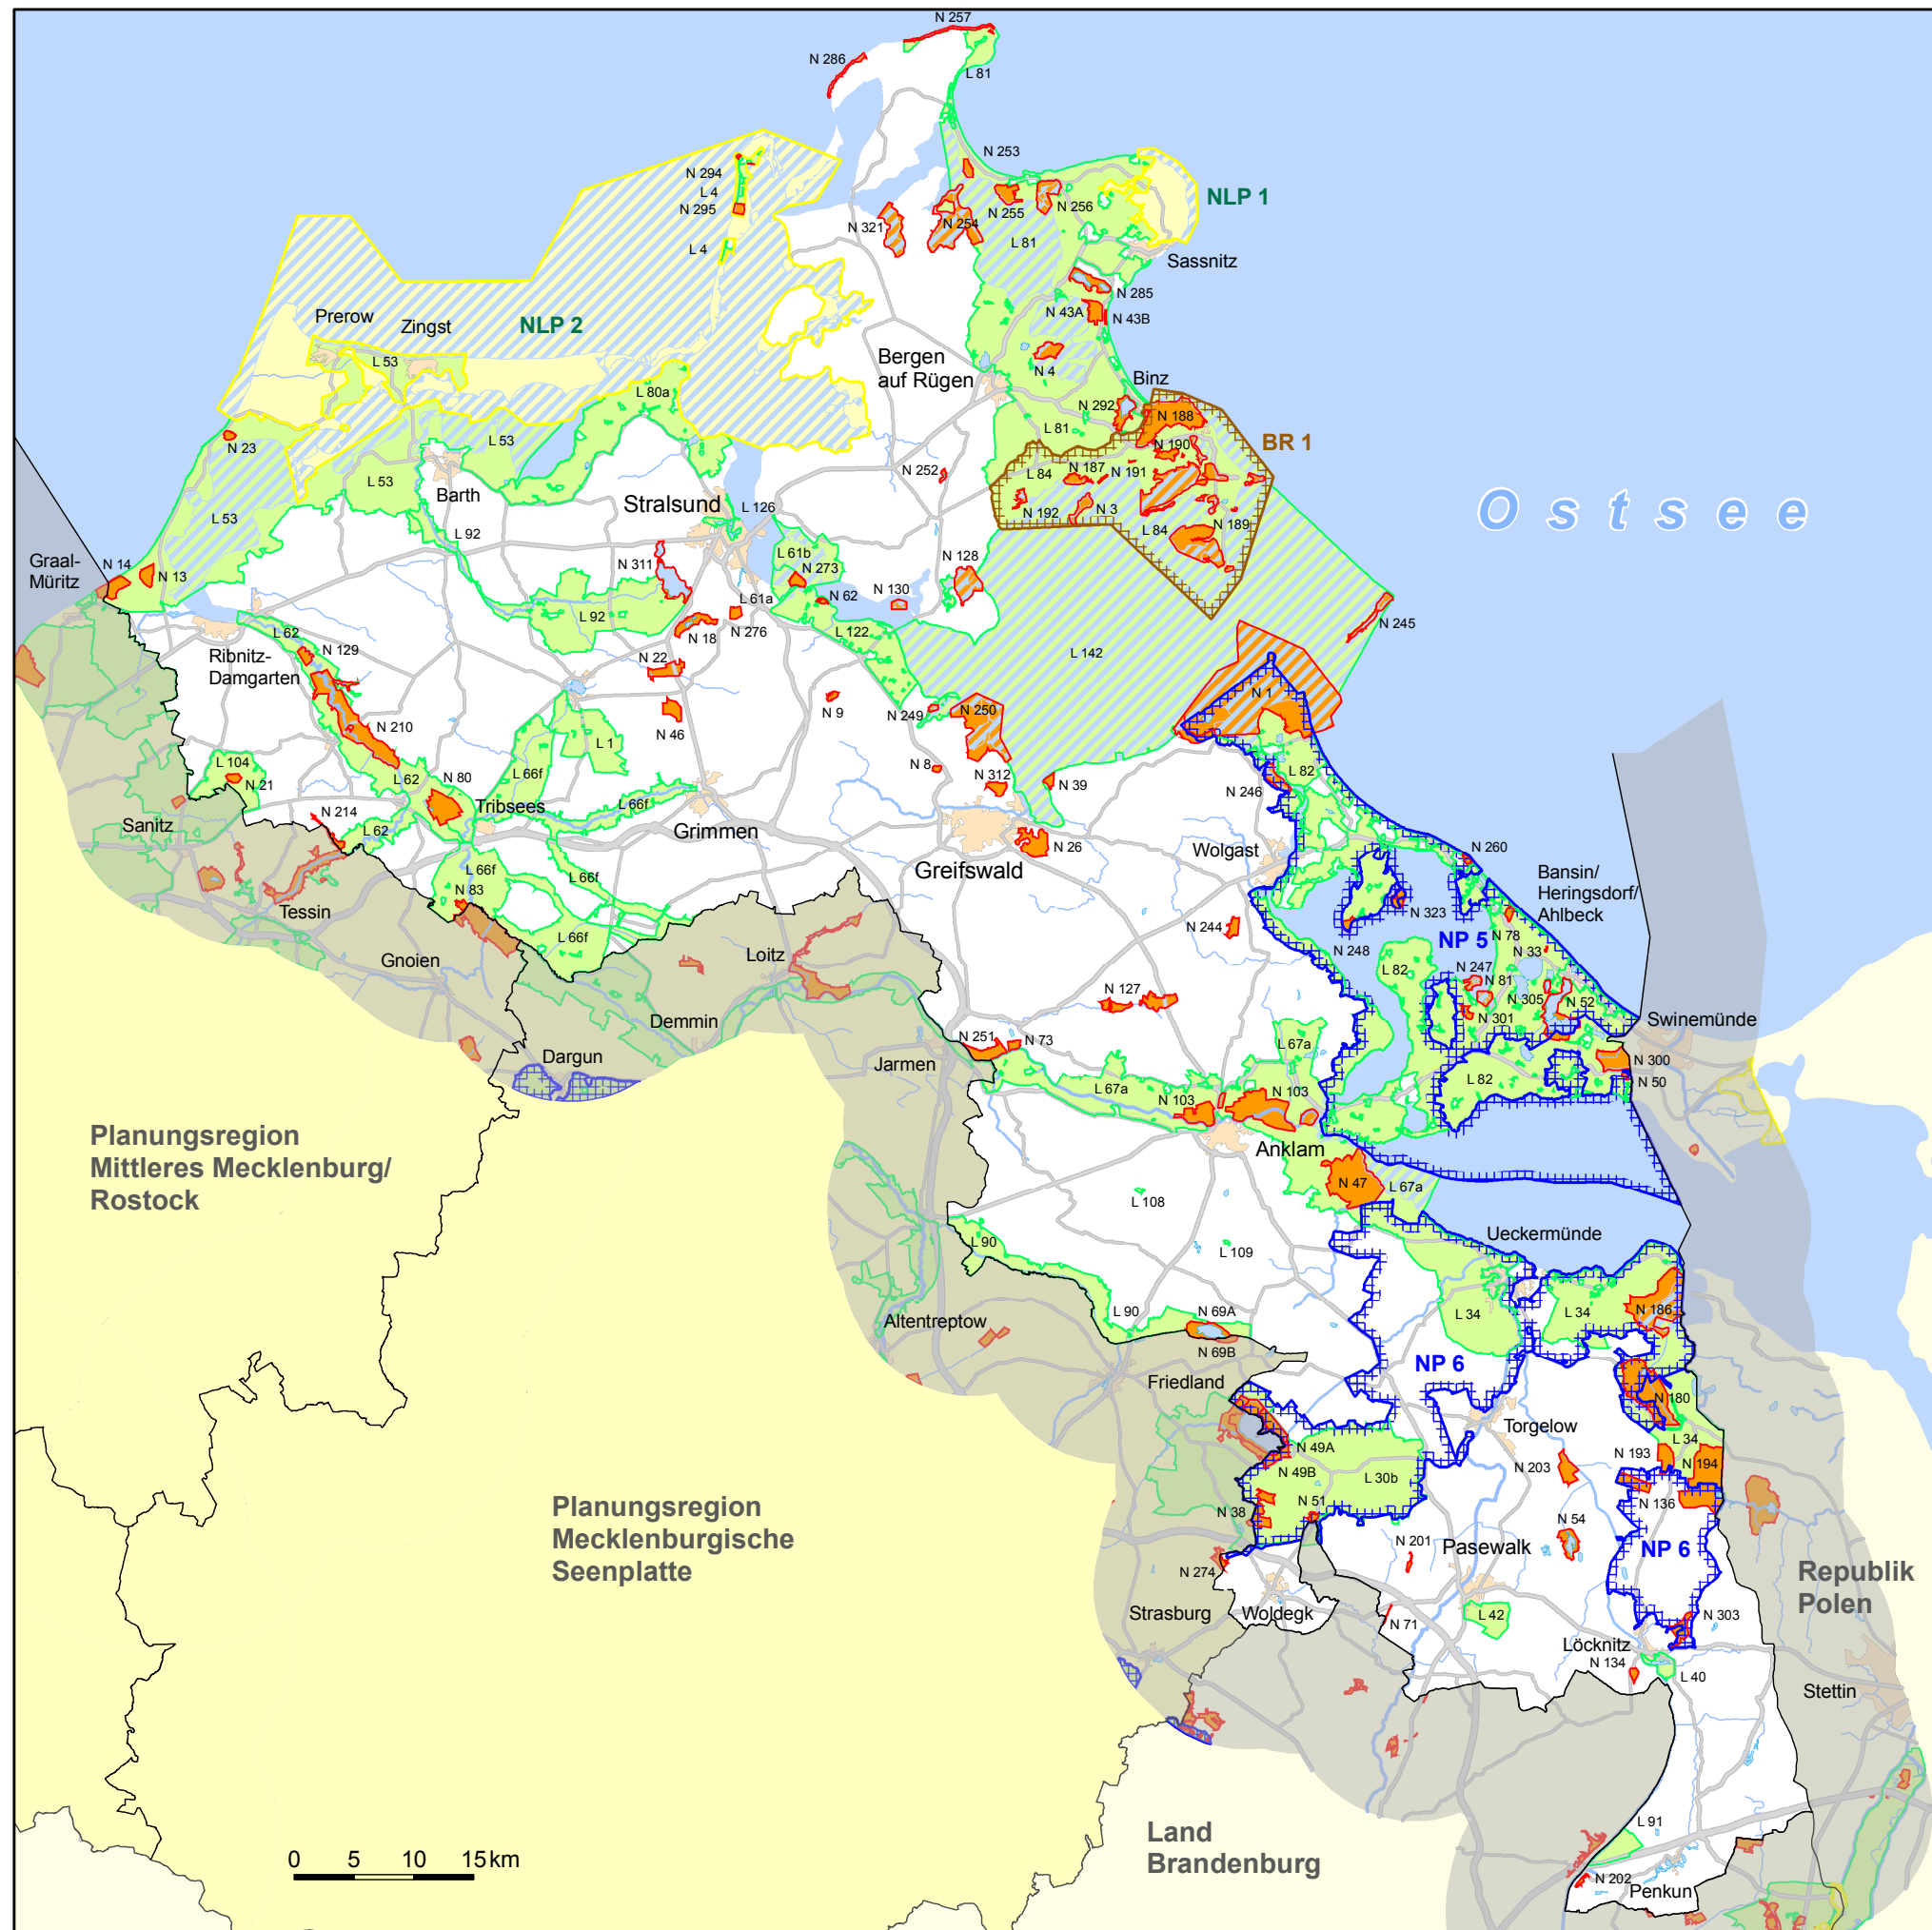 N 257
N 286
L 81
N 253
N 294
L 4
N 295
L 4
NLP 1
N 321
N 254
N 255
N 256
L 81
Sassnitz
N 285
N 43A
N 43B
Prerow
Zingst
NLP 2
L 53
Bergen
auf Rügen
N 4
Binz
L 80a
N 292
N 188
L 81
BR 1
N 23
L 53
N 190
L 53
N 252
L 84
N 187
N 191
Barth
Stralsund
L 126
N 192
N 3
L 84
N 189
Ostsee
L 53
L 92
Graal-
Müritz
N 14
N 13
N 311
L 61b
N 273
N 128
L 61a
N 62
N 130
L 92
N 18
N 276
L 122
N 245
L 62
N 129
Ribnitz-
Damgarten
N 22
L 142
N 1
N 210
N 46
N 9
N 249
N 250
L 1
L 104
N 21
L 62
N 80
L 66f
N 8
N 312
N 39
L 82
N 246
N 214
Tribsees
L 66f
Sanitz
L 62
Grimmen
Greifswald
N 26
Wolgast
N 260
Bansin/
Heringsdorf/
Ahlbeck
L 66f
L 66f
N 83
Tessin
N 323
NP 5
N 78
L 66f
N 244
N 248
N 33
Gnoien
Loitz
L 82
N 247
N 81
N 305
N 52
N 127
N 301
Demmin
Swinemünde
N 251
N 73
L 67a
Dargun
Jarmen
N 300
L 67a
N 103
N 103
L 82
N 50
Planungsregion
Mittleres Mecklenburg/
Rostock
Anklam
N 47
L 67a
L 108
L 90
L 109
Ueckermünde
L 90
N 69A
L 34
L 34
N 186
Altentreptow
N 69B
NP 6
Friedland
N 180
Torgelow
L 34
N 49A
N 193
N 194
N 49B
L 30b
N 203
Planungsregion
Mecklenburgische
Seenplatte
N 51
N 38
N 136
N 54
N 201
Pasewalk
NP 6
N 274
Republik
Polen
Strasburg
Woldegk
L 42
N 71
N 303
Löcknitz
N 134
L 40
Stettin
Land
Brandenburg
L 91
0 5 10 15 km
N 202
Penkun